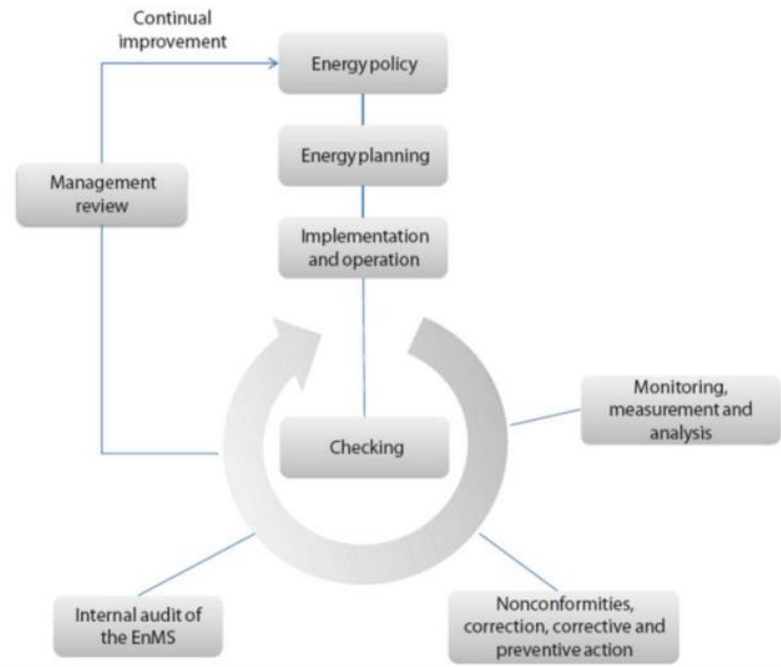 Continual
improvement
Energy policy
Energy planning
Management
review
Implementation
and operation
Monitoring,
measurement and
analysis
Checking
Internal audit of
the EnMS
Nonconformities,
correction, corrective and
preventive action